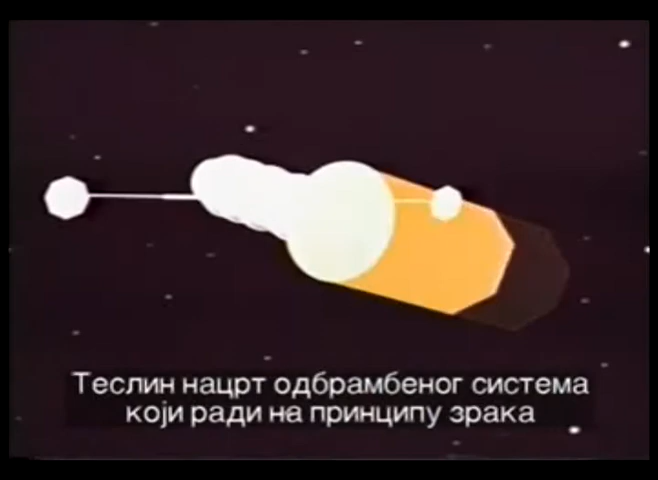 Теслин нацрт одбрамбеног система
који ради на принципу зрака